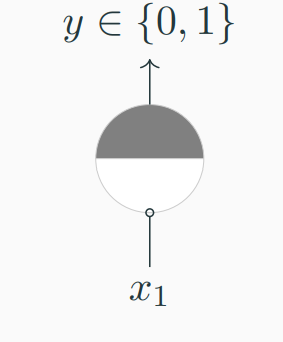 y ∈ {0, 1}
x₁